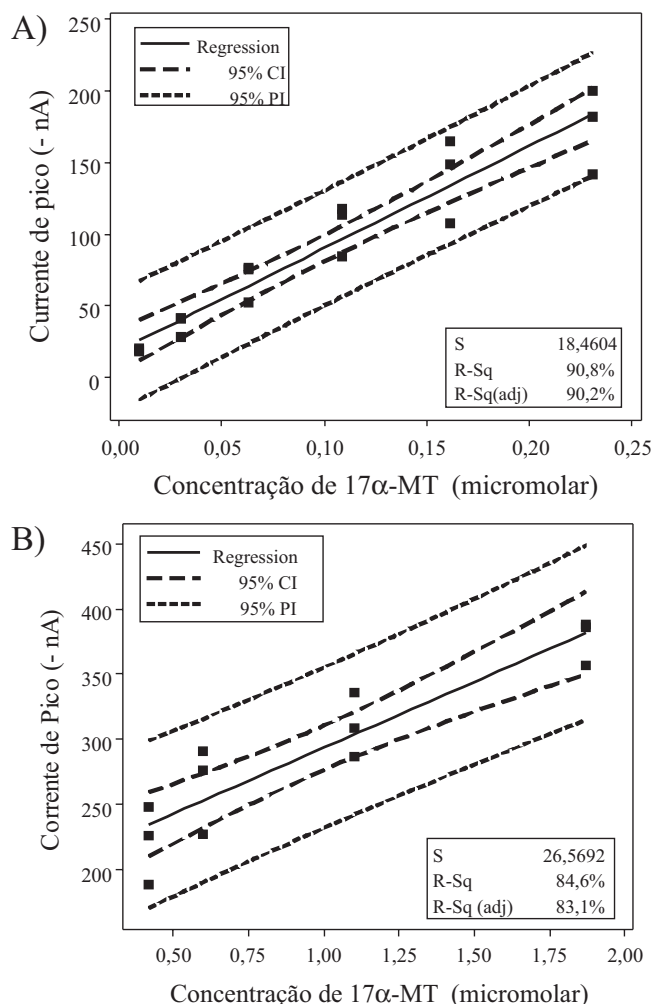 A)
250
200
150
100
50
0
Currente de pico (- nA)
Regression
95% CI
95% PI
S 18,4604
R-Sq 90,8%
R-Sq(adj) 90,2%
0,00 0,05 0,10 0,15 0,20 0,25
Concentração de 17α-MT (micromolar)
B)
450
400
350
300
250
200
Corrente de Pico (- nA)
Regression
95% CI
95% PI
S 26,5692
R-Sq 84,6%
R-Sq (adj) 83,1%
0,50 0,75 1,00 1,25 1,50 1,75 2,00
Concentração de 17α-MT (micromolar)